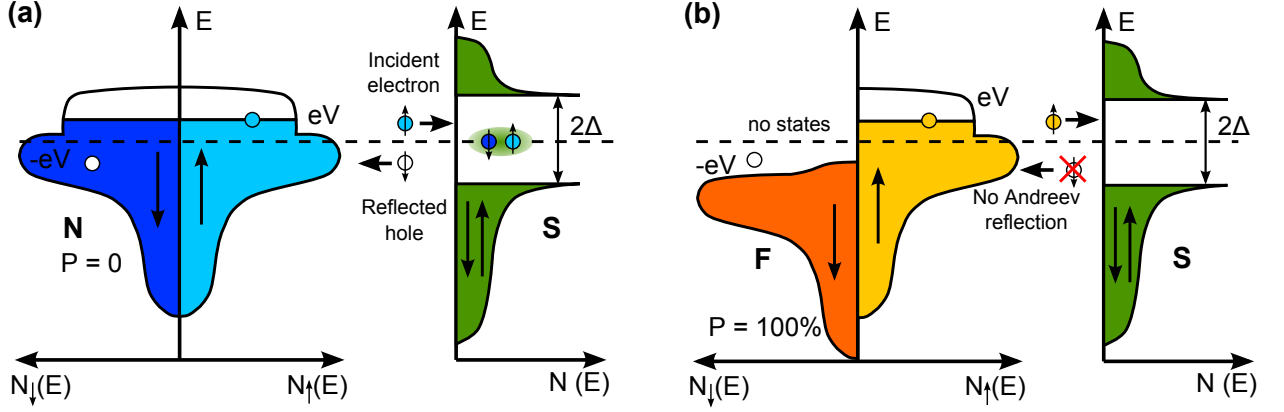 (a)
E
E
Incident
electron
eV
2Δ
-eV
N
P = 0
Reflected
hole
S
N↓(E)
N↑(E)
N (E)
(b)
E
E
eV
no states
2Δ
-eV
No Andreev
reflection
F
S
P = 100%
N↓(E)
N↑(E)
N (E)